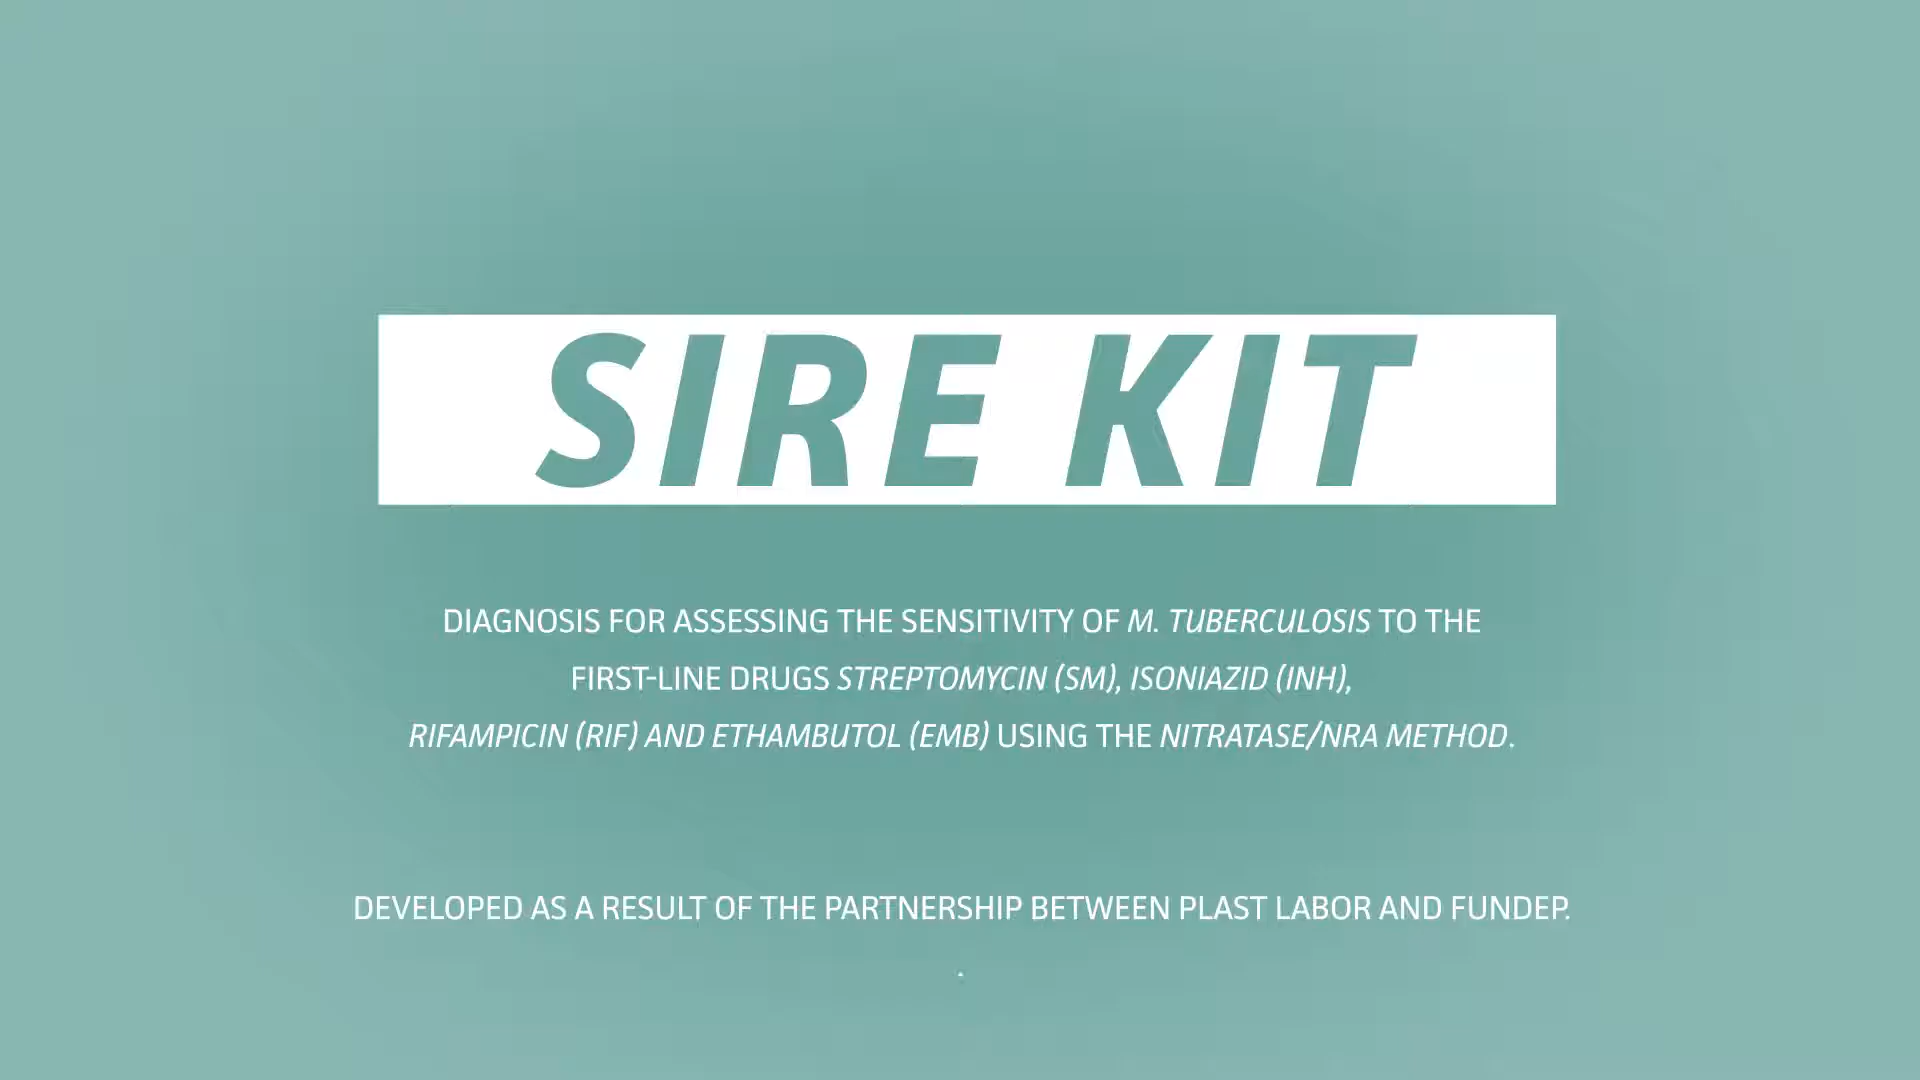 SIRE KIT
DIAGNOSIS FOR ASSESSING THE SENSITIVITY OF M. TUBERCULOSIS TO THE
FIRST-LINE DRUGS STREPTOMYCIN (SM), ISONIAZID (INH),
RIFAMPICIN (RIF) AND ETHAMBUTOL (EMB) USING THE NITRATASE/NRA METHOD.
DEVELOPED AS A RESULT OF THE PARTNERSHIP BETWEEN PLAST LABOR AND FUNDEP.
.